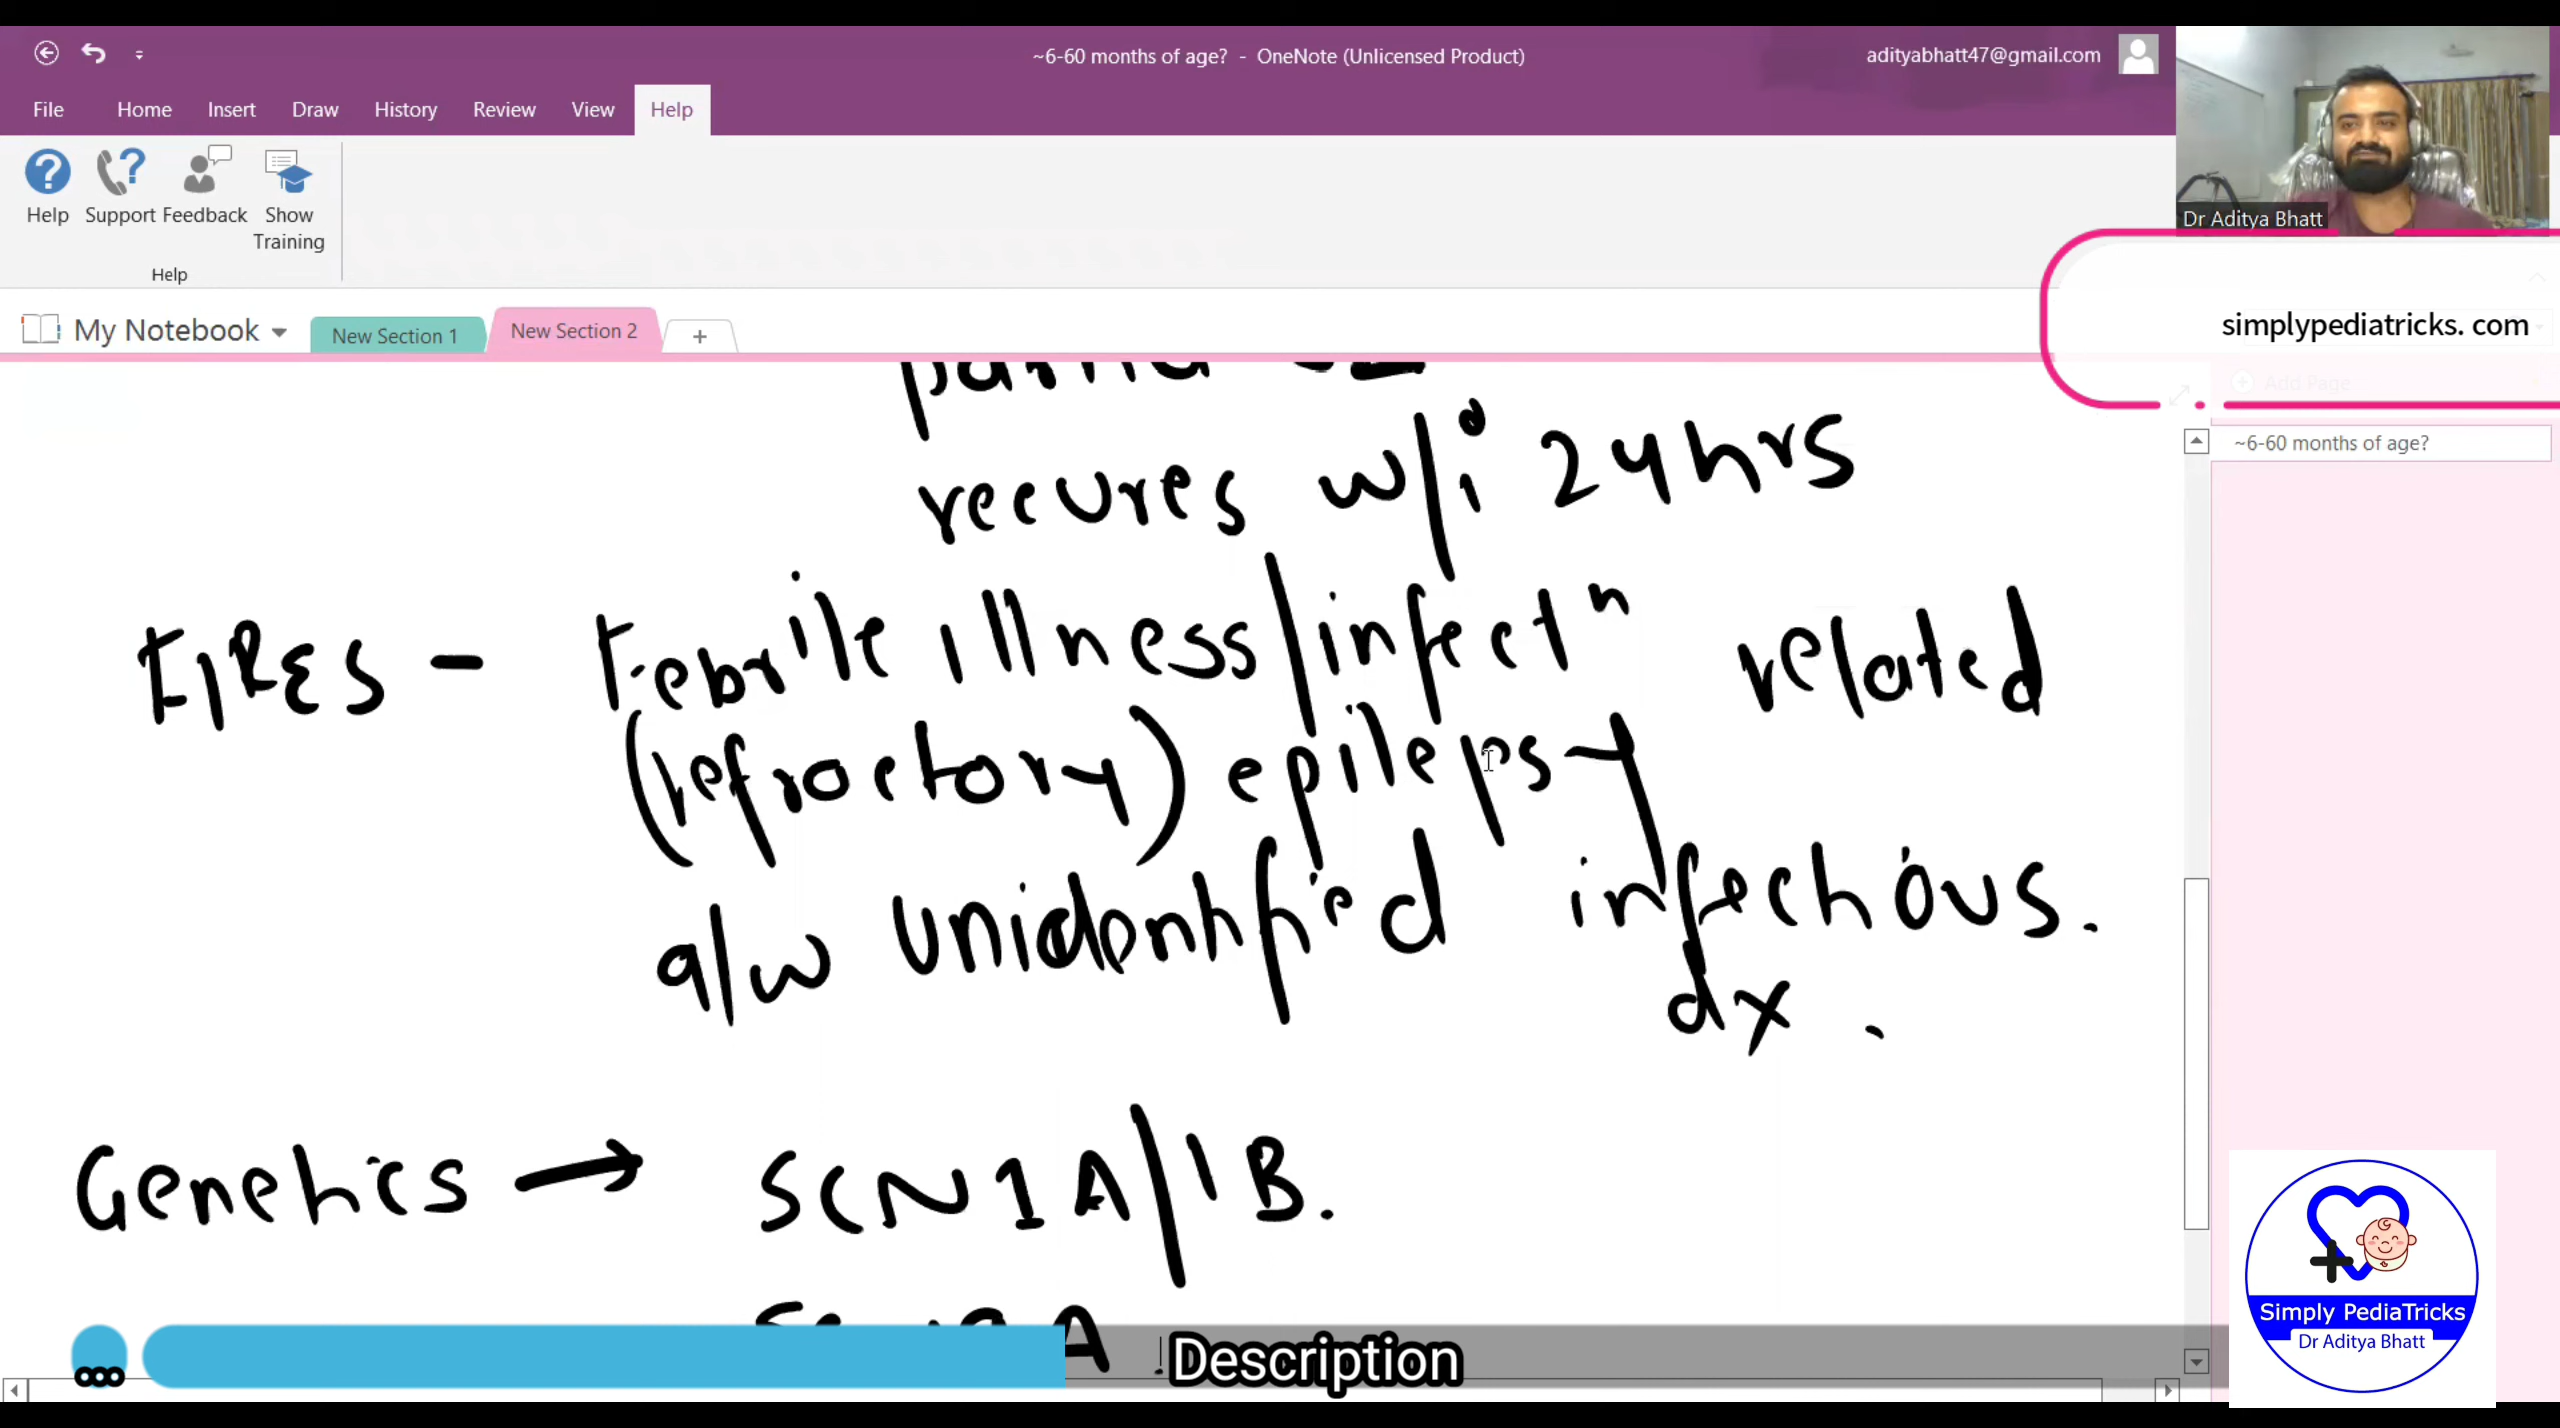 ~6-60 months of age? - OneNote (Unlicensed Product)
adityabhatt47@gmail.com
File Home Insert Draw History Review View Help
Help Support Feedback Show Training
Help
Dr Aditya Bhatt
simplypediatricks. com
My Notebook
New Section 1
New Section 2
+
Add Page
~6-60 months of age?
recures w/i 24hrs
FIRES - Febrile illness/infectⁿ related
(refractory) epilepsy
a/w unidentified infectious.
dx.
Genetics → SCN1A/1B.
Description
Simply PediaTricks
Dr Aditya Bhatt